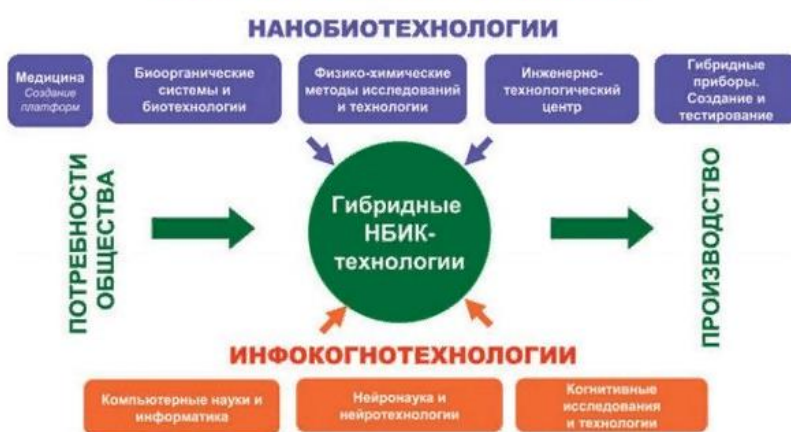 НАНОБИОТЕХНОЛОГИИ
Медицина
Создание
платформ
Биоорганические
системы и
биотехнологии
Физико-химические
методы исследований
и технологии
Инженерно-
технологический
центр
Гибридные
приборы.
Создание и
тестирование
ПОТРЕБНОСТИ
ОБЩЕСТВА
Гибридные
НБИК-
технологии
ПРОИЗВОДСТВО
ИНФОКОГНОТЕХНОЛОГИИ
Компьютерные науки и
информатика
Нейронаука и
нейротехнологии
Когнитивные
исследования
и технологии